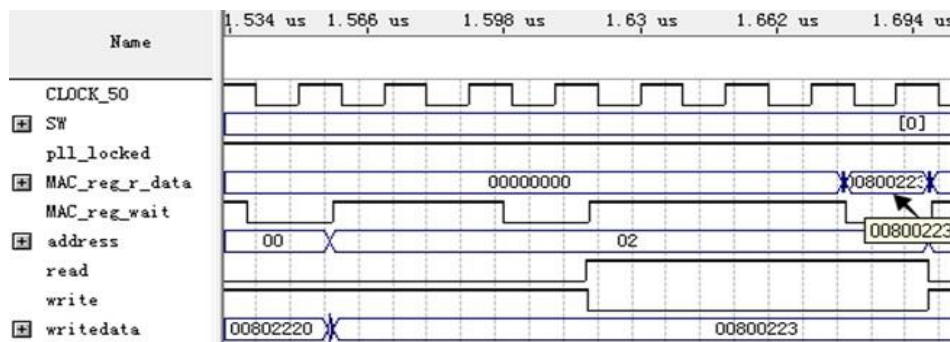 1.534 us 1.566 us 1.598 us 1.63 us 1.662 us 1.694 us
Name
CLOCK_50
SW [0]
pll_locked
MAC_reg_r_data 00000000 00800223
MAC_reg_wait 00800223
address 00 02
read
write
writedata 00802220 00800223